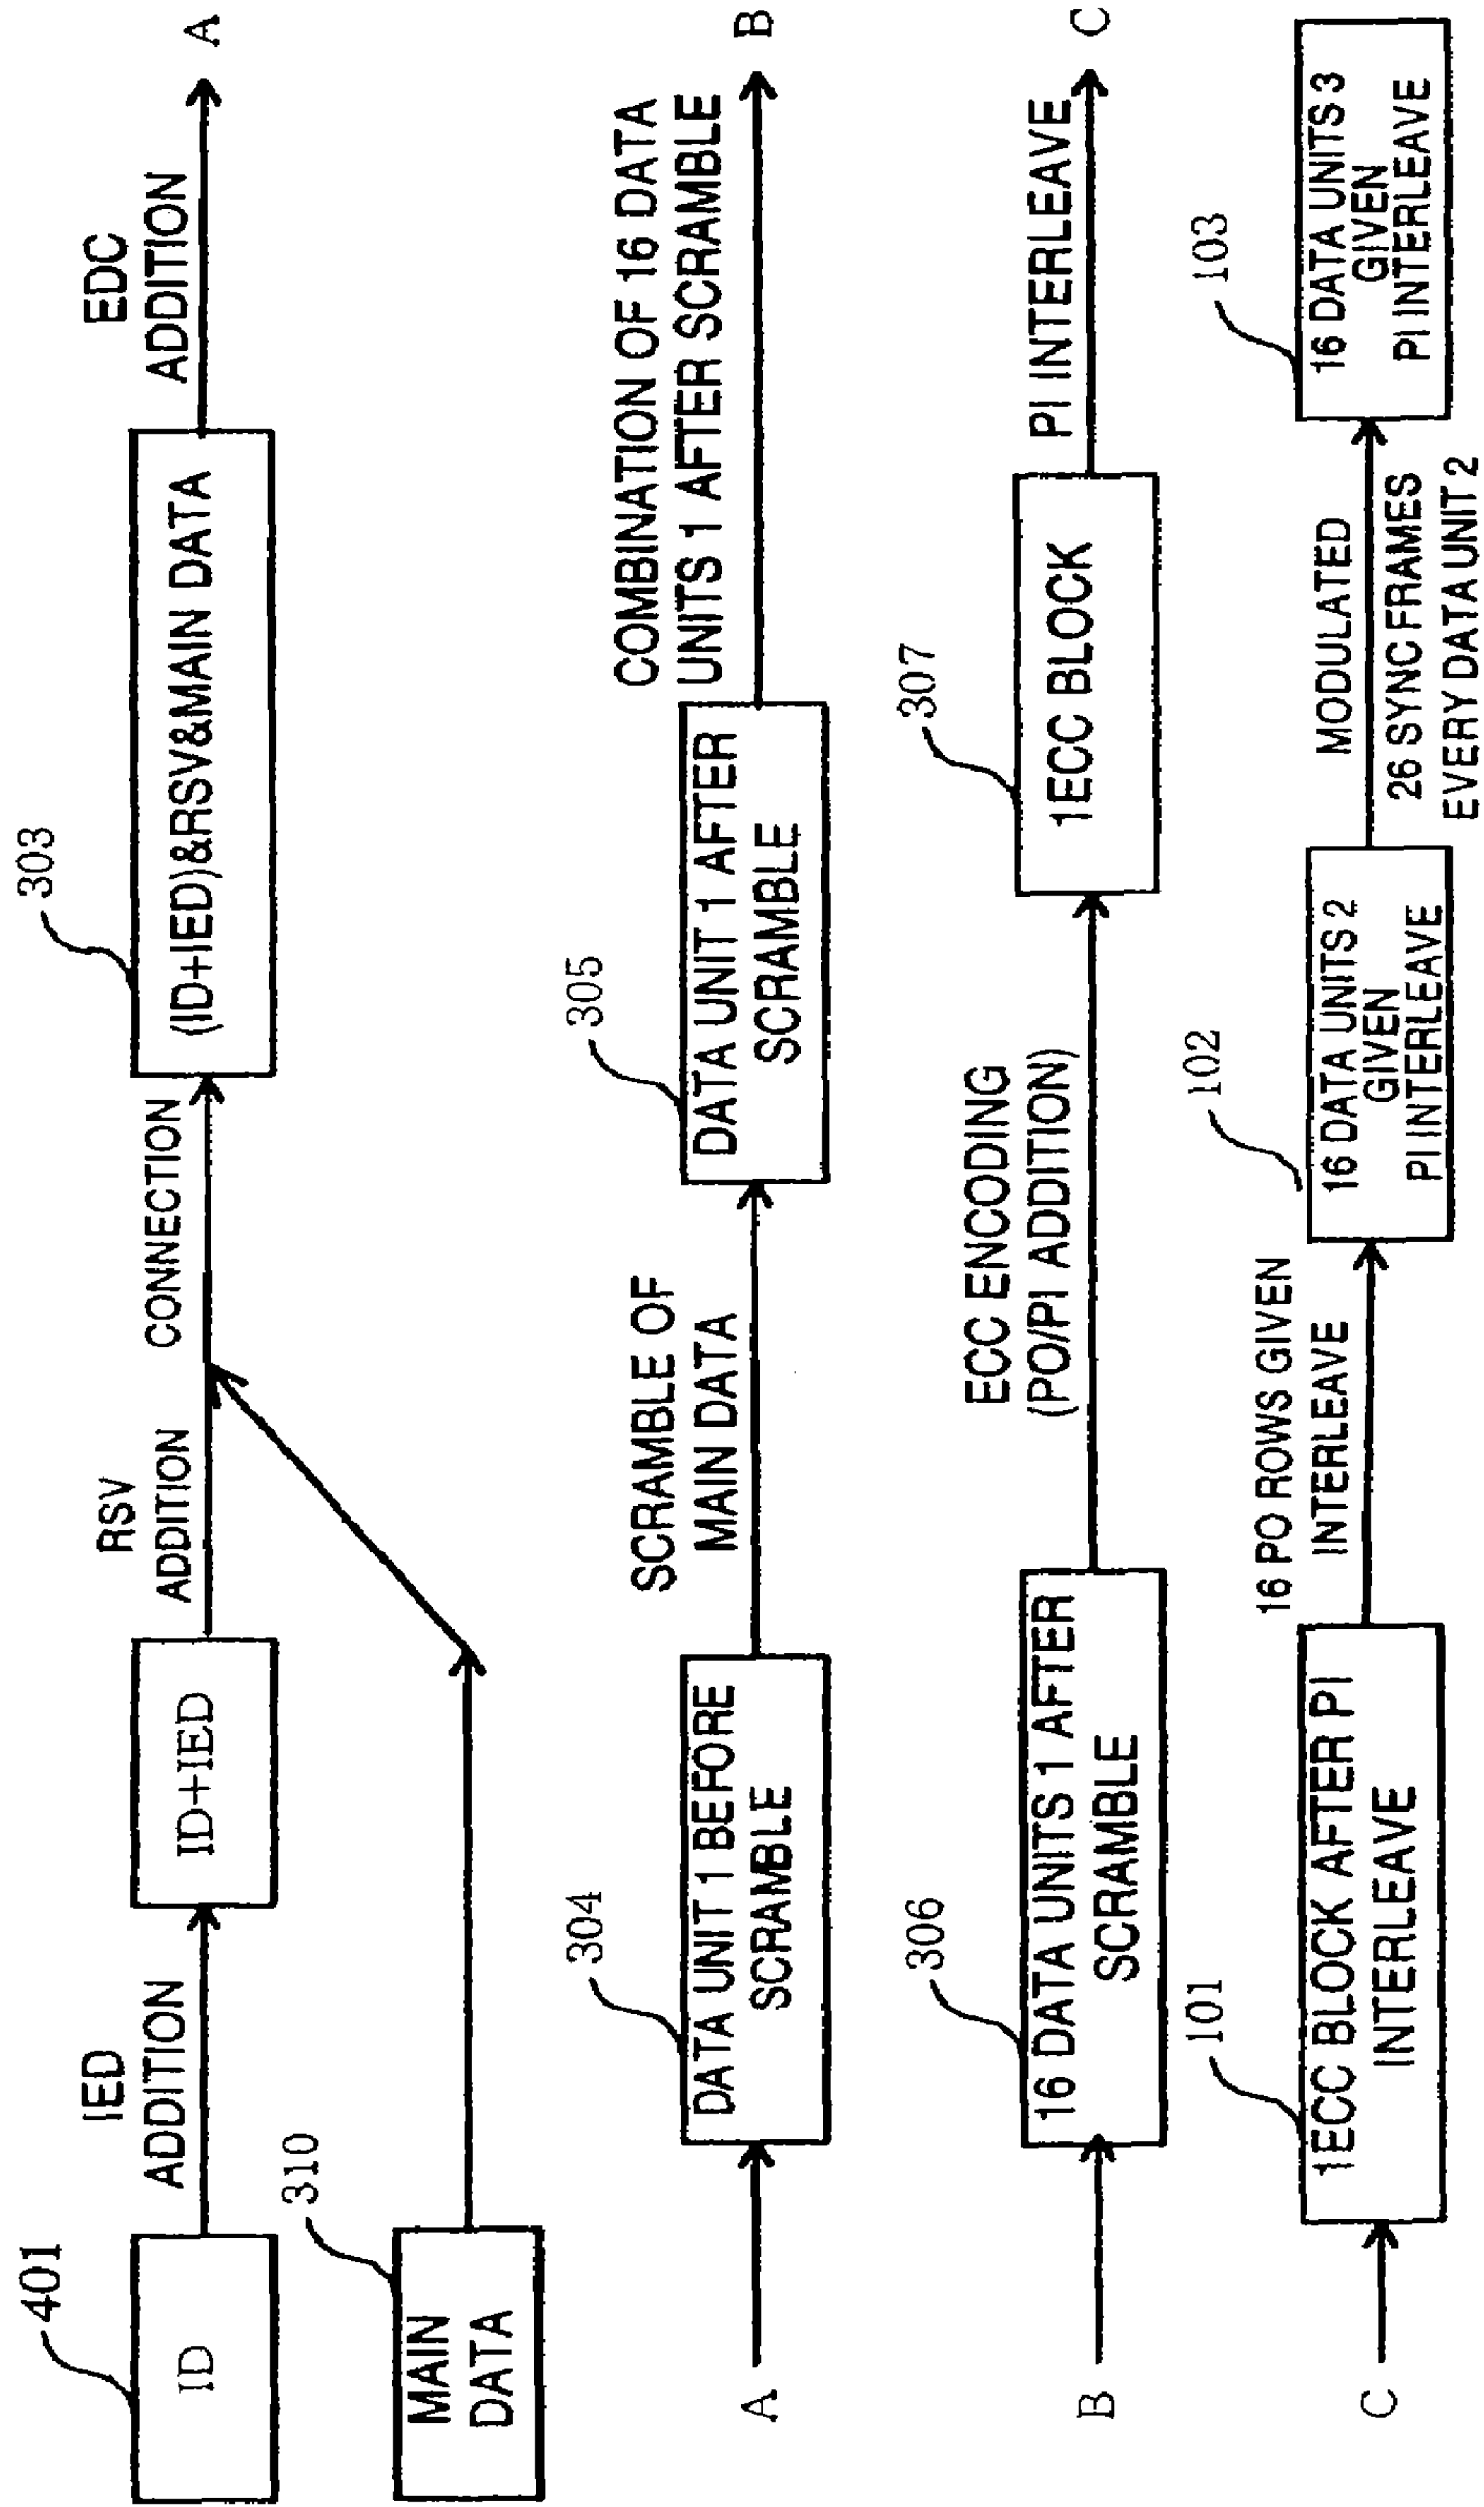 401
ID
IED
ADDITION
ID+IED
RSV
ADDITION
CONNECTION
303
(ID+IED)&RSV&MAIN DATA
EDC
ADDITION
A
310
MAIN
DATA
A
304
DATA UNIT 1 BEFORE
SCRAMBLE
SCRAMBLE OF
MAIN DATA
305
DATA UNIT 1 AFTER
SCRAMBLE
COMBINATION OF 16 DATA
UNITS 1 AFTER SCRAMBLE
B
B
306
16 DATA UNITS 1 AFTER
SCRAMBLE
ECC ENCODING
(PO/PI ADDITION)
307
1ECC BLOCK
PI INTERLEAVE
C
C
101
1ECC BLOCK AFTER PI
INTERLEAVE
16 PO ROWS GIVEN
INTERLEAVE
102
16 DATA UNITS 2
GIVEN
PI INTERLEAVE
MODULATED
26 SYNC FRAMES
EVERY DATA UNIT 2
103
16 DATA UNITS 3
GIVEN
PI INTERLEAVE